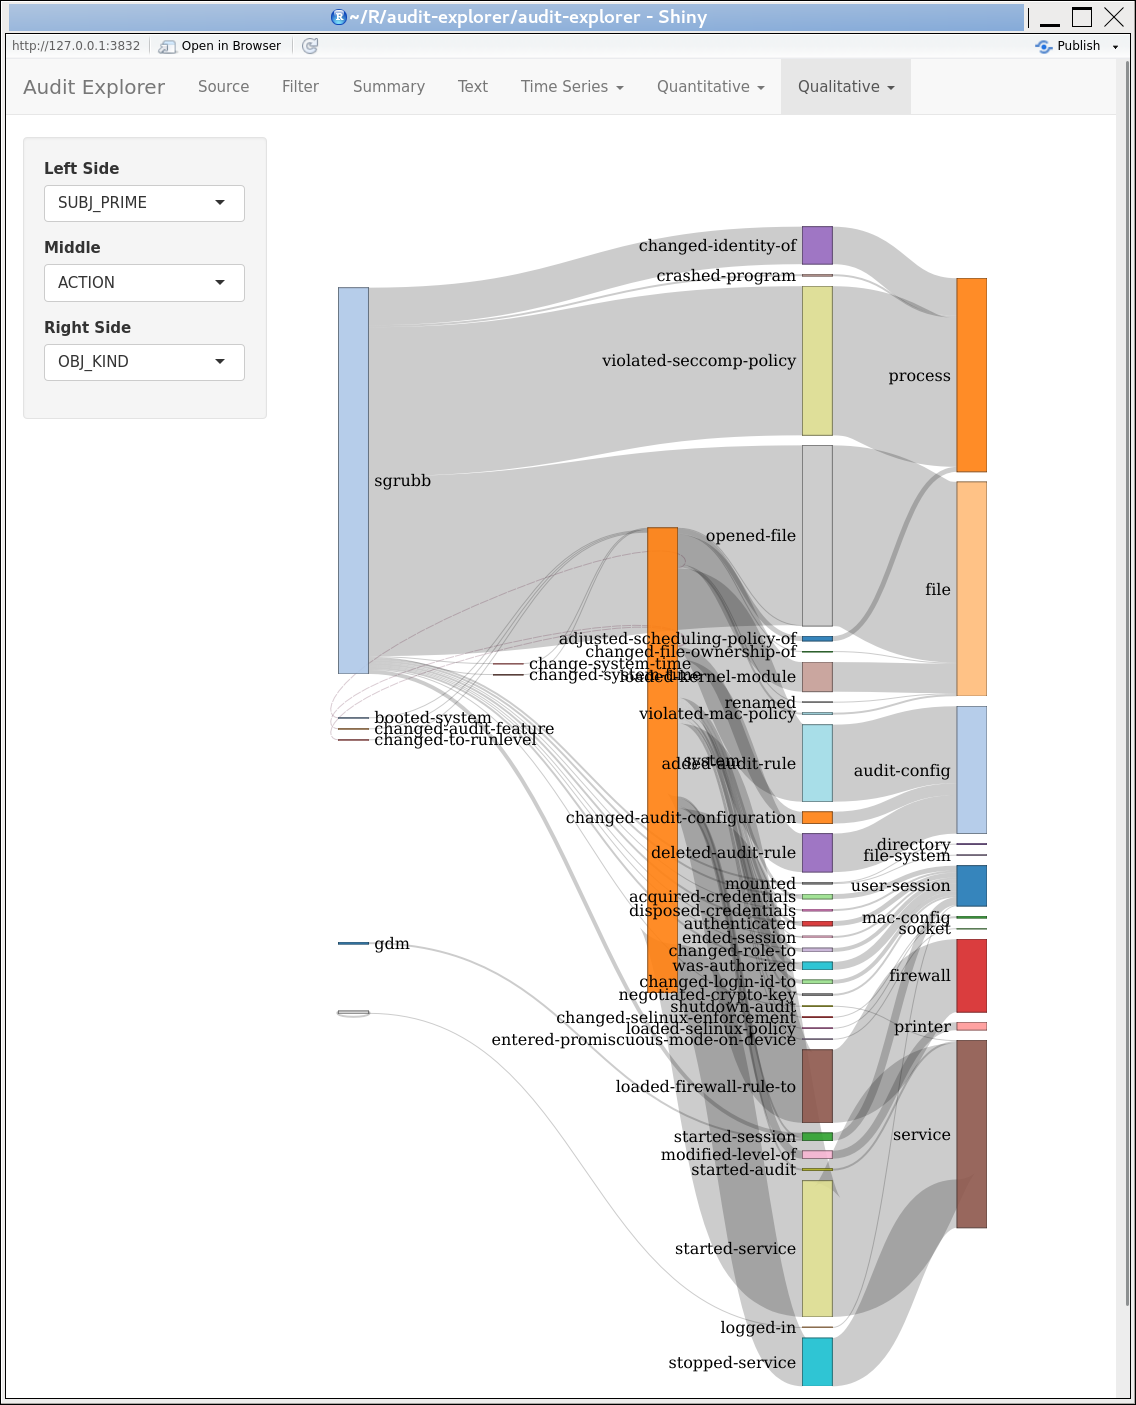 ~/R/audit-explorer/audit-explorer - Shiny
http://127.0.0.1:3832 Open in Browser Publish
Audit Explorer Source Filter Summary Text Time Series Quantitative Qualitative
Left Side
SUBJ_PRIME
Middle
ACTION
Right Side
OBJ_KIND
changed-identity-of
crashed-program
violated-seccomp-policy
process
sgrubb
opened-file
file
adjusted-scheduling-policy-of
changed-file-ownership-of
change-system-time
changed-system-time
loaded-kernel-module
renamed
violated-mac-policy
booted-system
changed-audit-feature
changed-to-runlevel
system
added-audit-rule
audit-config
changed-audit-configuration
deleted-audit-rule
directory
file-system
mounted
user-session
acquired-credentials
disposed-credentials
mac-config
authenticated
socket
ended-session
gdm
changed-role-to
was-authorized
firewall
changed-login-id-to
negotiated-crypto-key
shutdown-audit
changed-selinux-enforcement
loaded-selinux-policy
printer
entered-promiscuous-mode-on-device
loaded-firewall-rule-to
started-session
service
modified-level-of
started-audit
started-service
logged-in
stopped-service